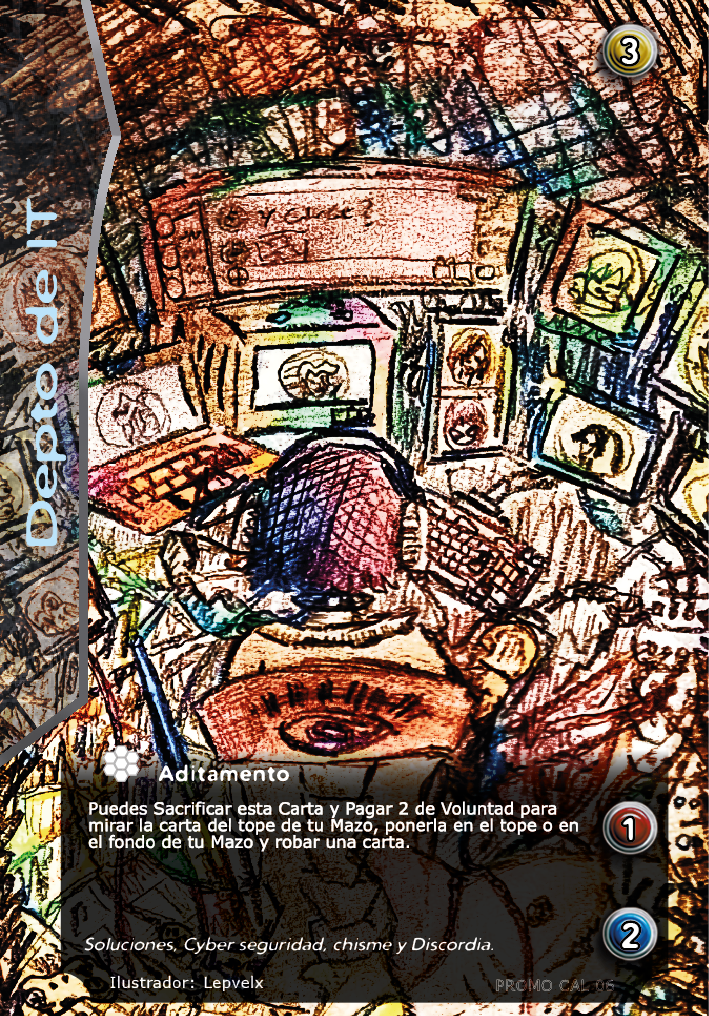 3
Depto de IT
y Chisme?
Aditamento
Puedes Sacrificar esta Carta y Pagar 2 de Voluntad para
mirar la carta del tope de tu Mazo, ponerla en el tope o en
el fondo de tu Mazo y robar una carta.
1
2
Soluciones, Cyber seguridad, chisme y Discordia.
Ilustrador: Lepvelx
PROMO CAL 06